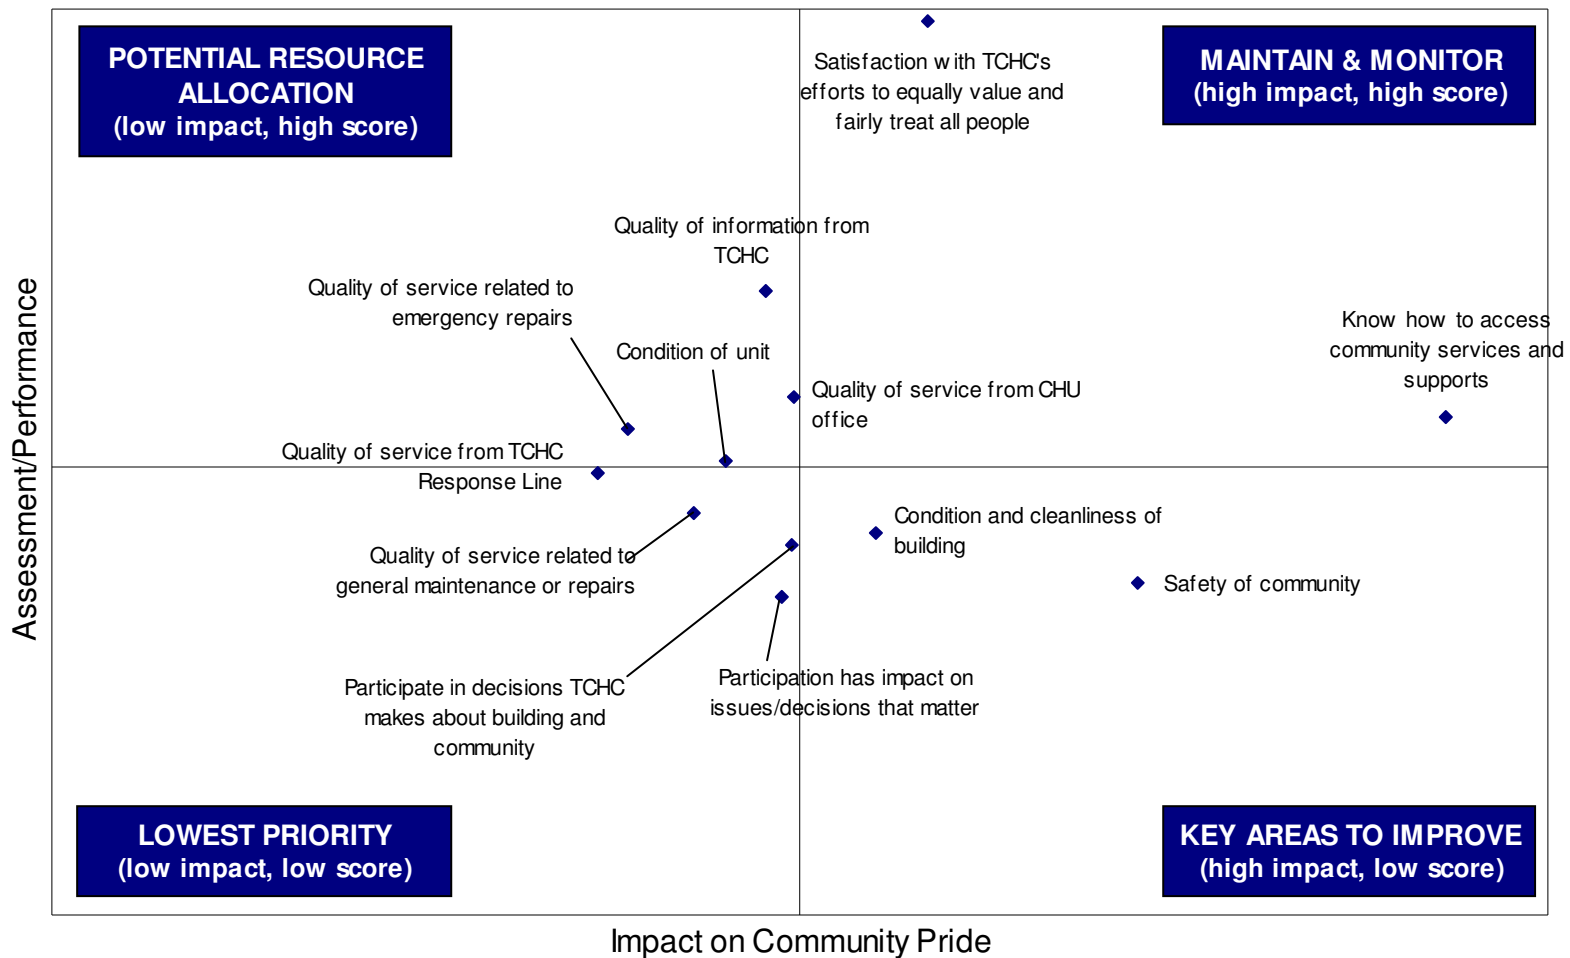 POTENTIAL RESOURCE
ALLOCATION
(low impact, high score)
Satisfaction with TCHC's
efforts to equally value and
fairly treat all people
MAINTAIN & MONITOR
(high impact, high score)
Quality of information from
TCHC
Quality of service related to
emergency repairs
Condition of unit
Know how to access
community services and
supports
Quality of service from CHU
office
Quality of service from TCHC
Response Line
Condition and cleanliness of
building
Quality of service related to
general maintenance or repairs
Safety of community
Participate in decisions TCHC
makes about building and
community
Participation has impact on
issues/decisions that matter
LOWEST PRIORITY
(low impact, low score)
KEY AREAS TO IMPROVE
(high impact, low score)
Assessment/Performance
Impact on Community Pride